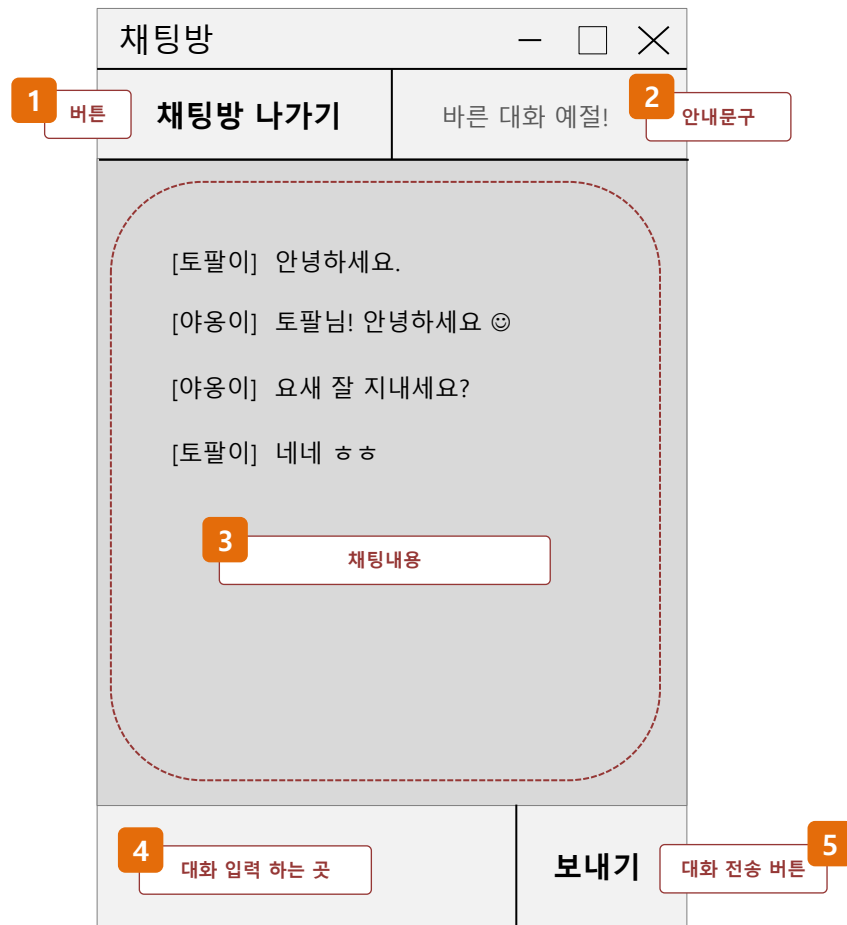 채팅방
1 버튼 채팅방 나가기 바른 대화 예절! 2 안내문구
[토팔이] 안녕하세요.
[야옹이] 토팔님! 안녕하세요 ☺
[야옹이] 요새 잘 지내세요?
[토팔이] 네네 ㅎㅎ
3 채팅내용
4 대화 입력 하는 곳 보내기 5 대화 전송 버튼